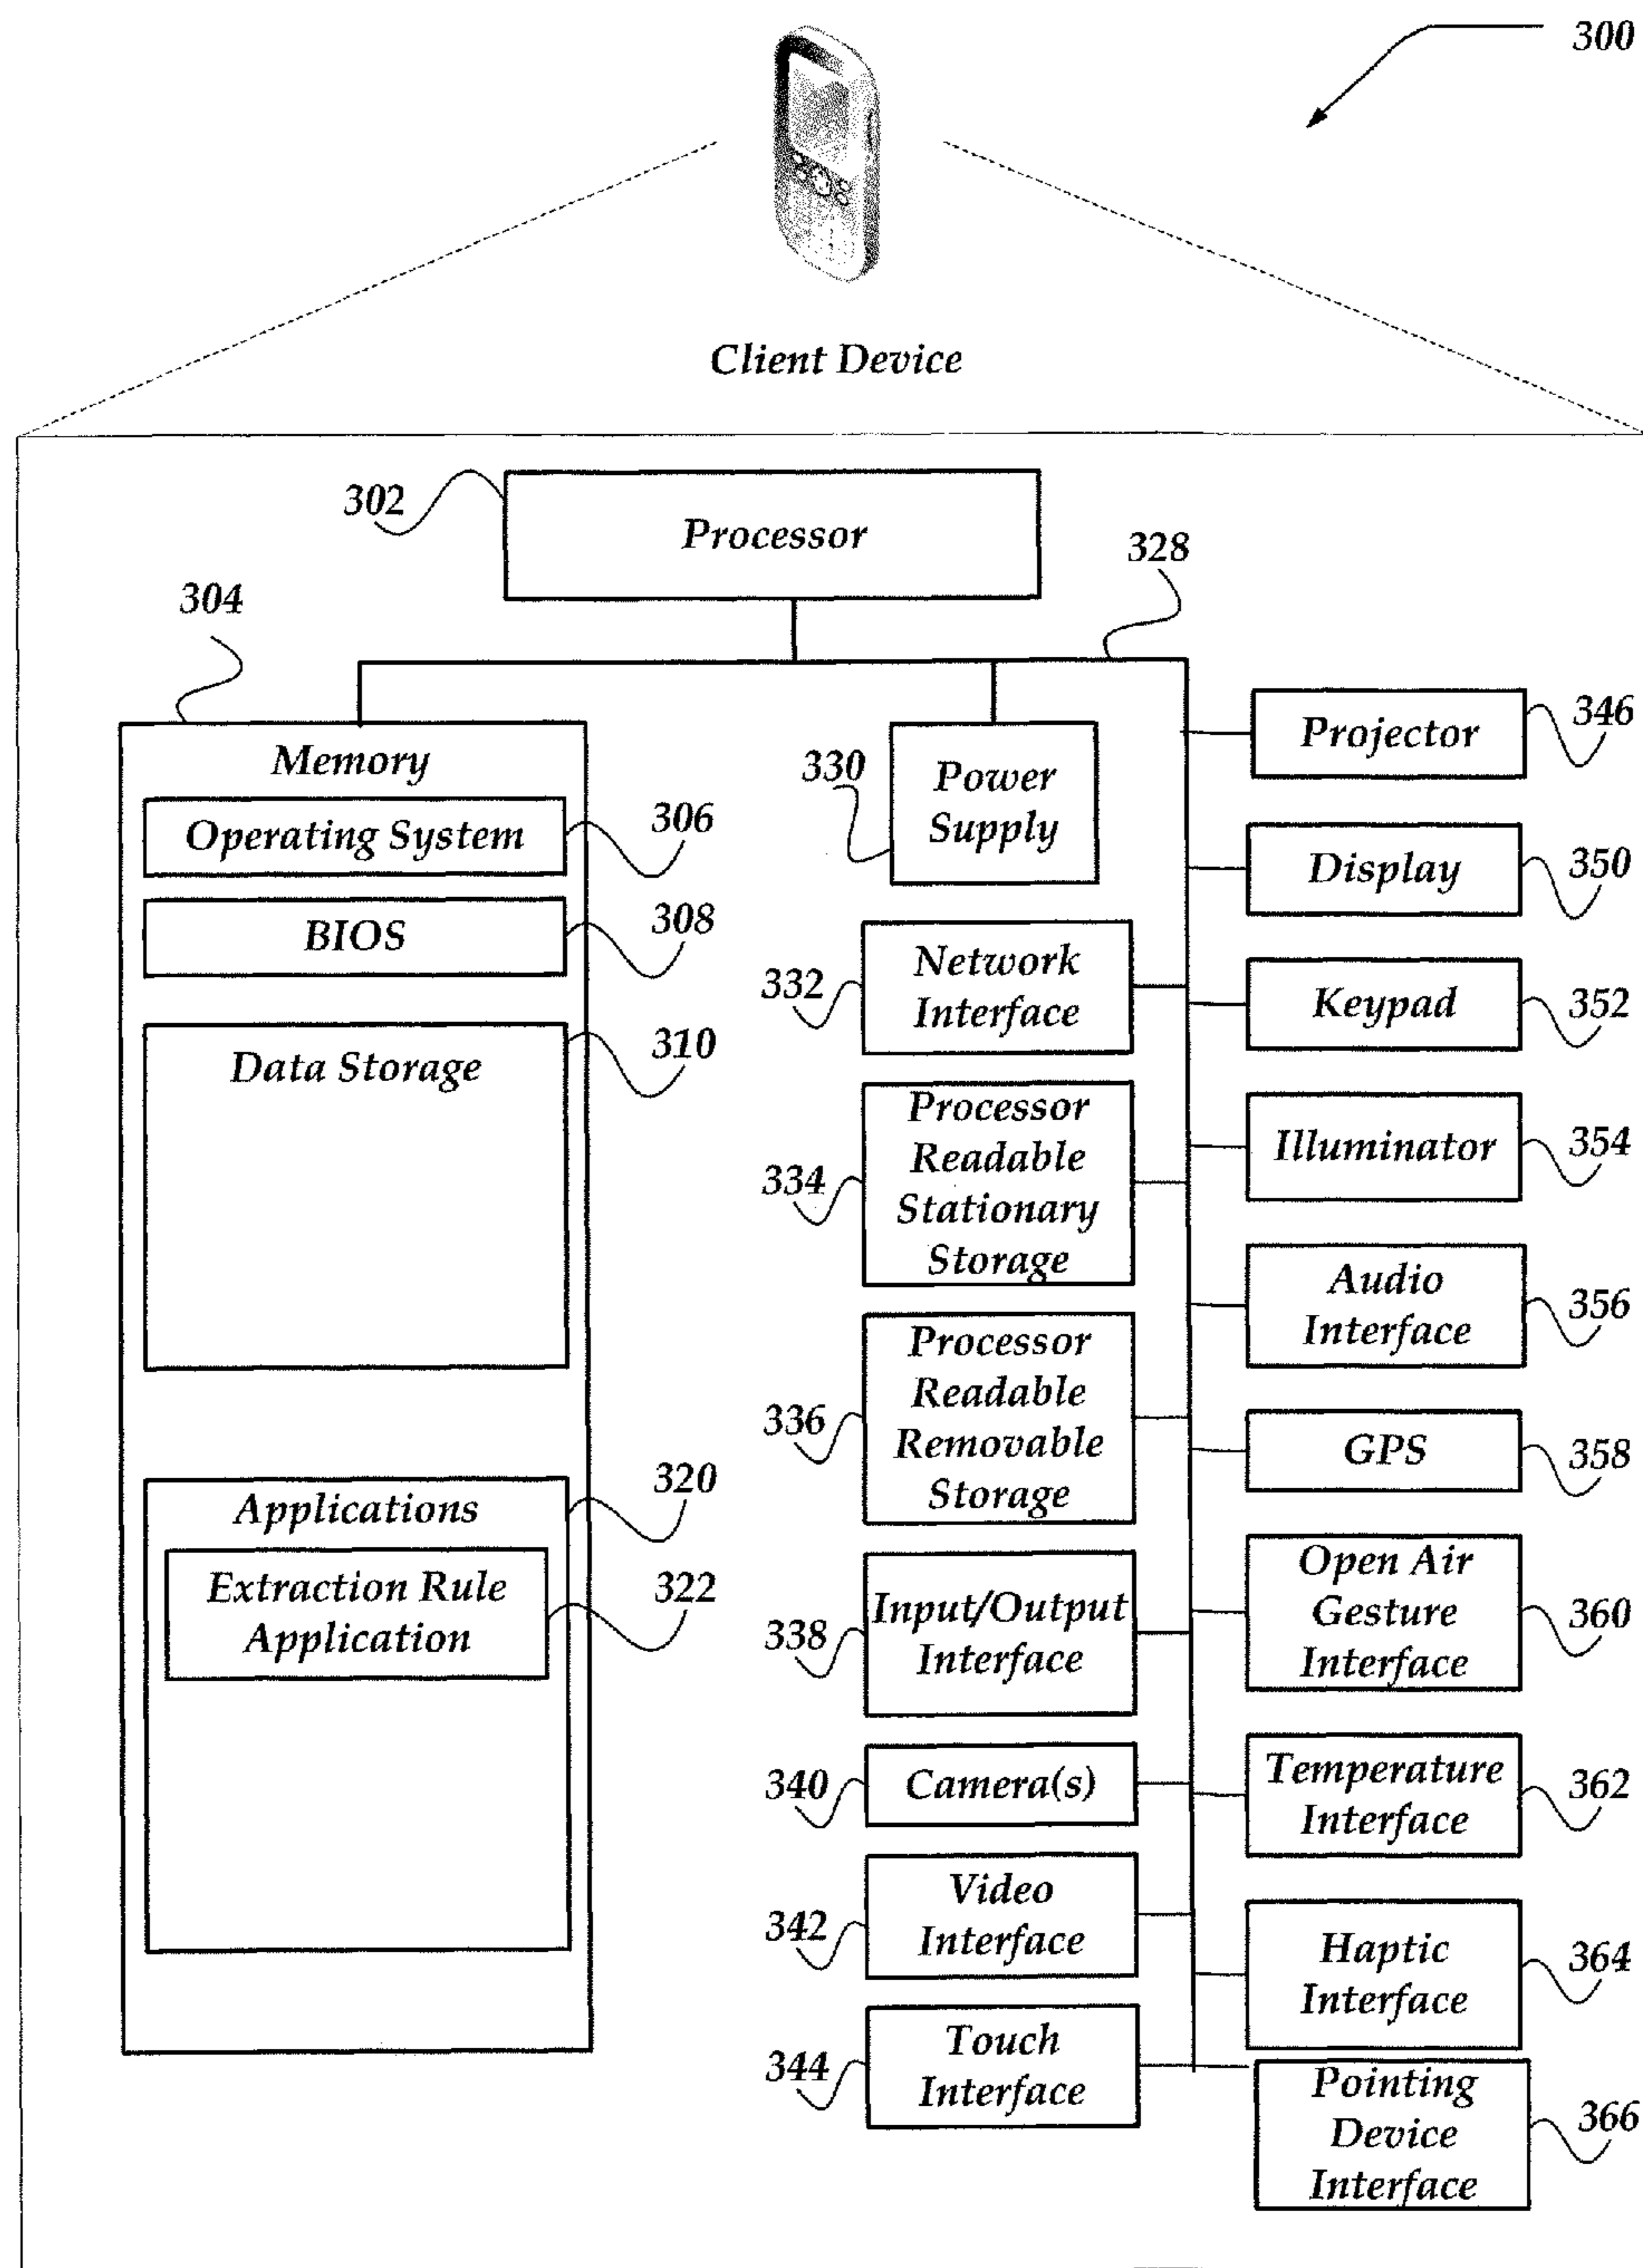 300
Client Device
302
Processor
328
304
Memory
Operating System
306
BIOS
308
Data Storage
310
Applications
320
Extraction Rule
Application
322
330
Power
Supply
332
Network
Interface
334
Processor
Readable
Stationary
Storage
336
Processor
Readable
Removable
Storage
338
Input/Output
Interface
340
Camera(s)
342
Video
Interface
344
Touch
Interface
Projector
346
Display
350
Keypad
352
Illuminator
354
Audio
Interface
356
GPS
358
Open Air
Gesture
Interface
360
Temperature
Interface
362
Haptic
Interface
364
Pointing
Device
Interface
366